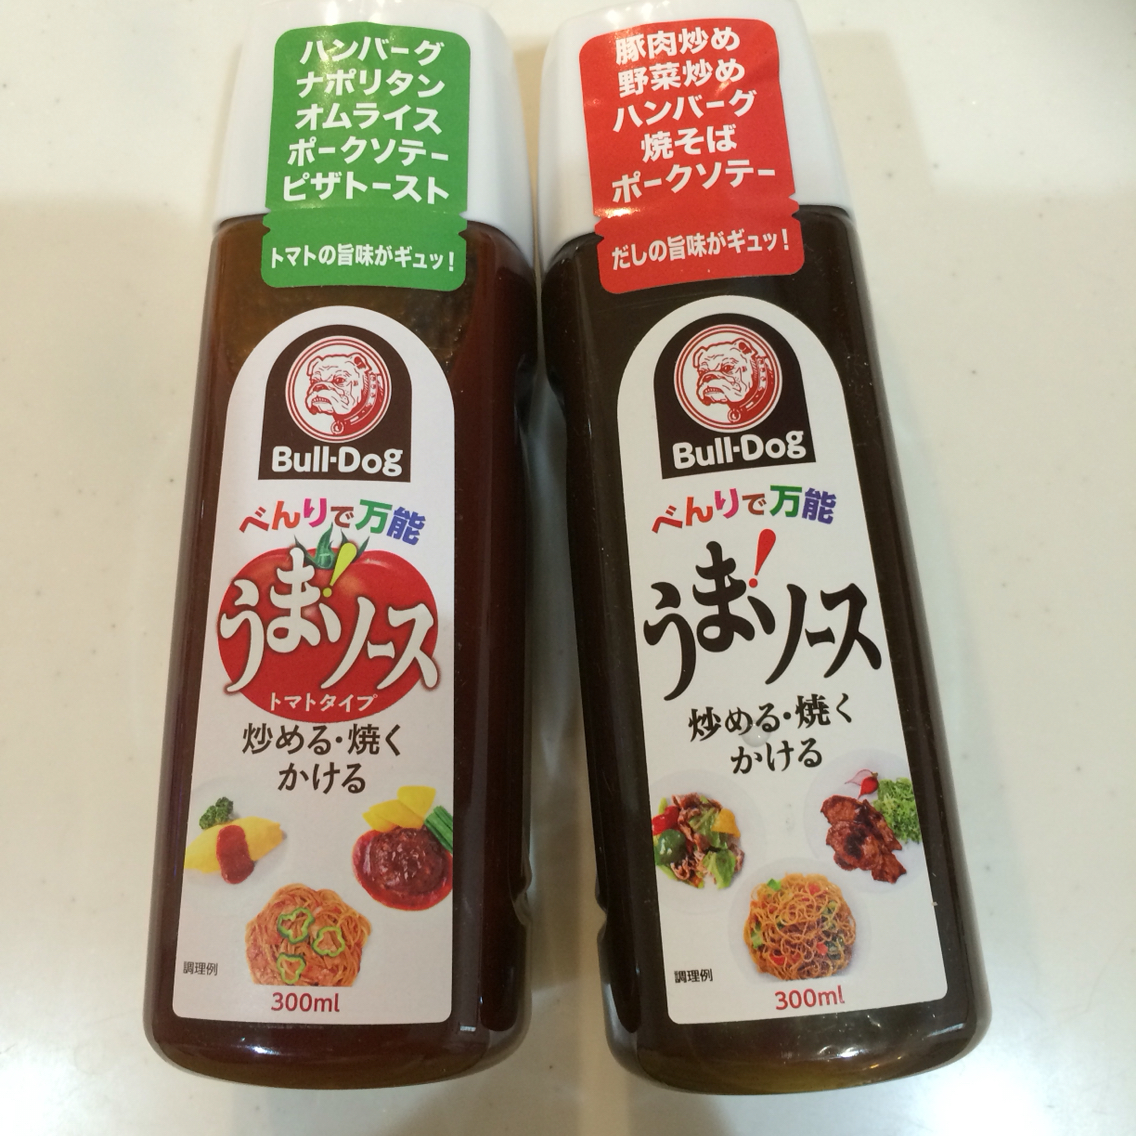 ハンバーグ
ナポリタン
オムライス
ポークソテー
ピザトースト
トマトの旨味がギュッ!
Bull-Dog
べんりで万能
うま!ソース
トマトタイプ
炒める・焼く
かける
調理例
300ml
豚肉炒め
野菜炒め
ハンバーグ
焼そば
ポークソテー
だしの旨味がギュッ!
Bull-Dog
べんりで万能
うま!ソース
炒める・焼く
かける
調理例
300ml